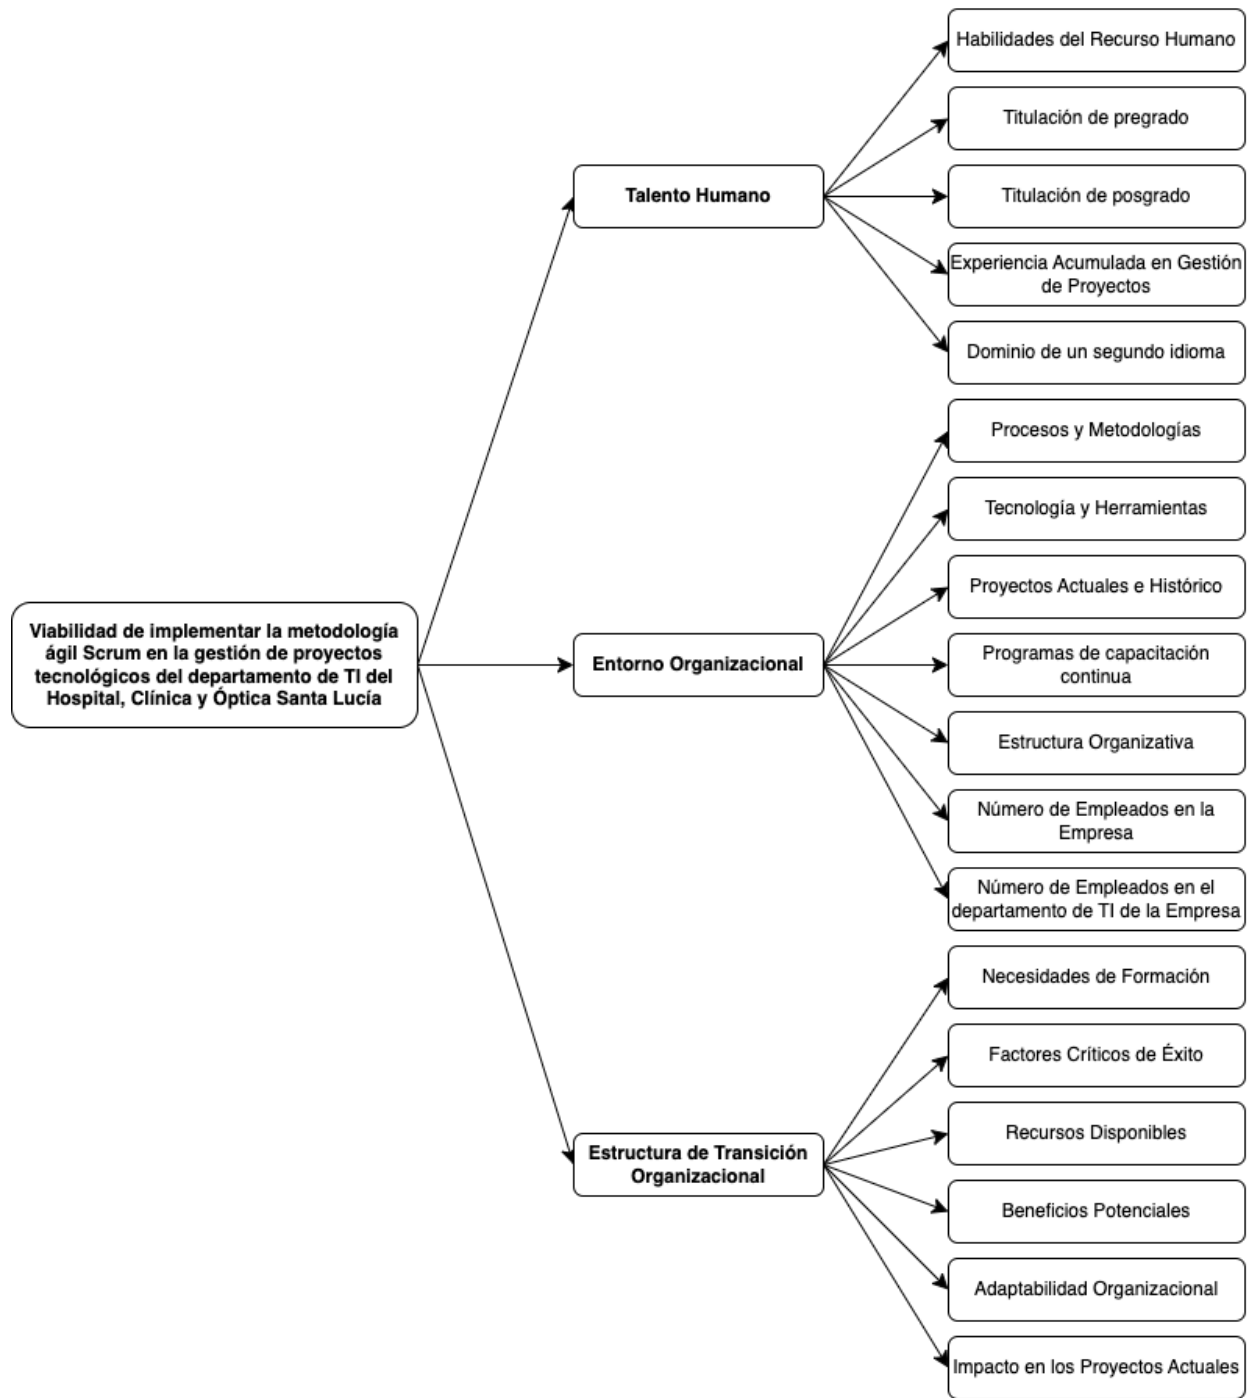 Habilidades del Recurso Humano
Titulación de pregrado
Talento Humano
Titulación de posgrado
Experiencia Acumulada en Gestión
de Proyectos
Dominio de un segundo idioma
Procesos y Metodologías
Tecnología y Herramientas
Proyectos Actuales e Histórico
Viabilidad de implementar la metodología
ágil Scrum en la gestión de proyectos
tecnológicos del departamento de TI del
Hospital, Clínica y Óptica Santa Lucía
Entorno Organizacional
Programas de capacitación
continua
Estructura Organizativa
Número de Empleados en la
Empresa
Número de Empleados en el
departamento de TI de la Empresa
Necesidades de Formación
Factores Críticos de Éxito
Recursos Disponibles
Estructura de Transición
Organizacional
Beneficios Potenciales
Adaptabilidad Organizacional
Impacto en los Proyectos Actuales